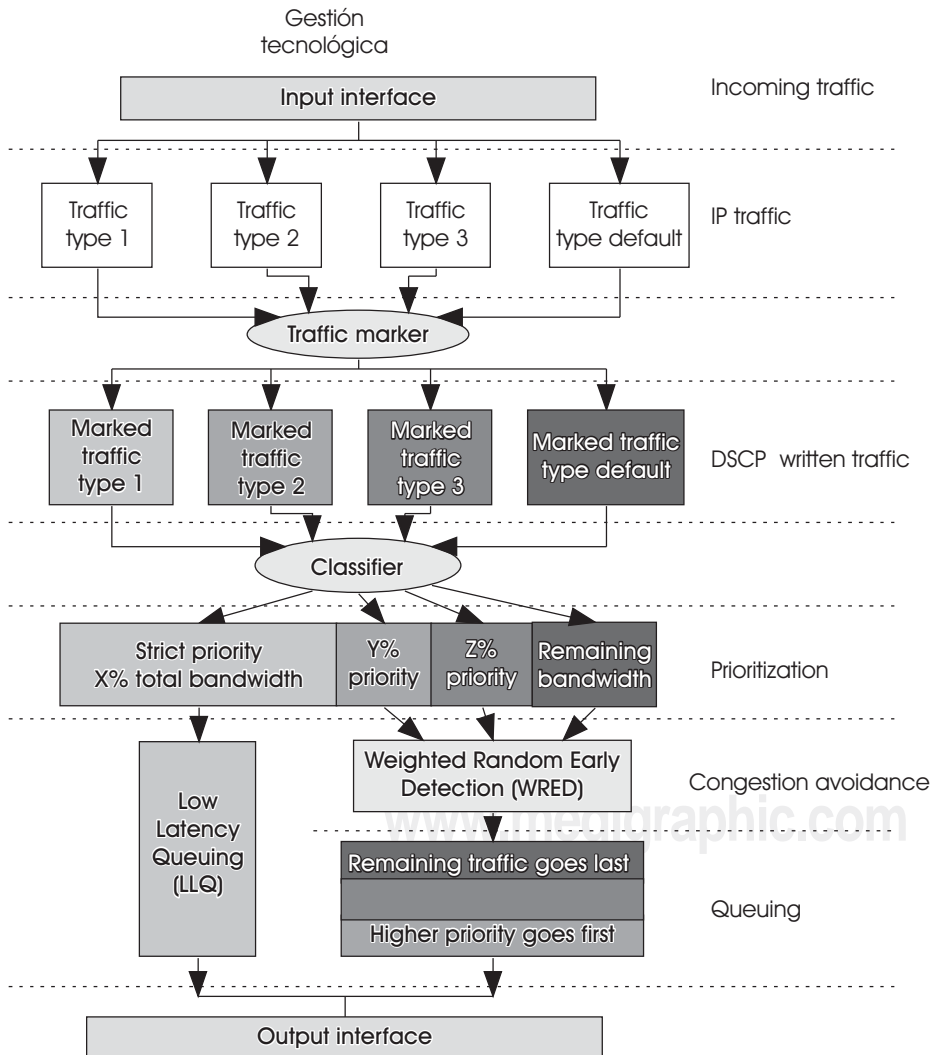 Gestión
tecnológica
Input interface
Incoming traffic
Traffic
type 1
Traffic
type 2
Traffic
type 3
Traffic
type default
IP traffic
Traffic marker
Marked
traffic
type 1
Marked
traffic
type 2
Marked
traffic
type 3
Marked traffic
type default
DSCP written traffic
Classifier
Strict priority
X% total bandwidth
Y%
priority
Z%
priority
Remaining
bandwidth
Prioritization
Low
Latency
Queuing
(LLQ)
Weighted Random Early
Detection (WRED)
Congestion avoidance
www.medigraphic.com
Remaining traffic goes last
Higher priority goes first
Queuing
Output interface